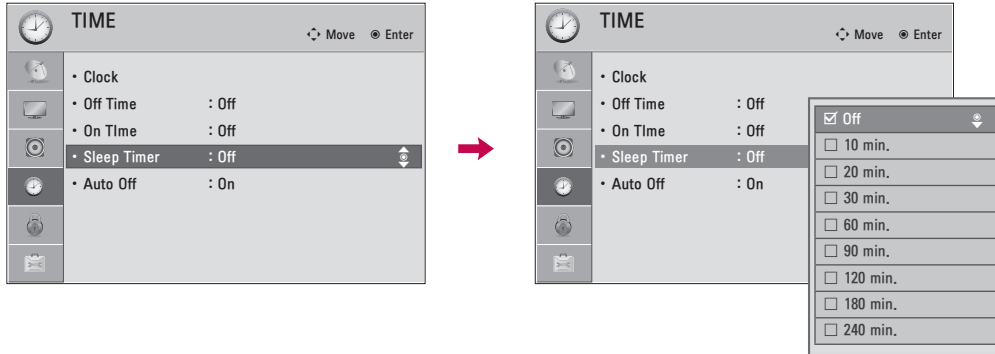 TIME
Move Enter
• Clock
• Off Time : Off
• On TIme : Off
• Sleep Timer : Off
• Auto Off : On
TIME
Move Enter
• Clock
• Off Time : Off
• On TIme : Off
• Sleep Timer : Off
• Auto Off : On
Off
10 min.
20 min.
30 min.
60 min.
90 min.
120 min.
180 min.
240 min.